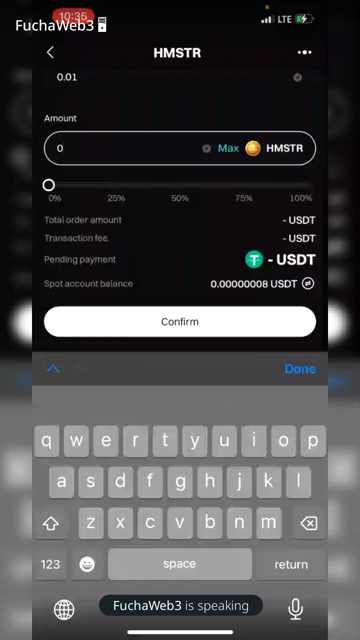 10:35
LTE
FuchaWeb3
HMSTR
0.01
Amount
0 Max HMSTR
0% 25% 50% 75% 100%
Total order amount - USDT
Transaction fee. - USDT
Pending payment - USDT
Spot account balance 0.00000008 USDT
Confirm
Done
q w e r t y u i o p
a s d f g h j k l
z x c v b n m
123 space return
FuchaWeb3 is speaking